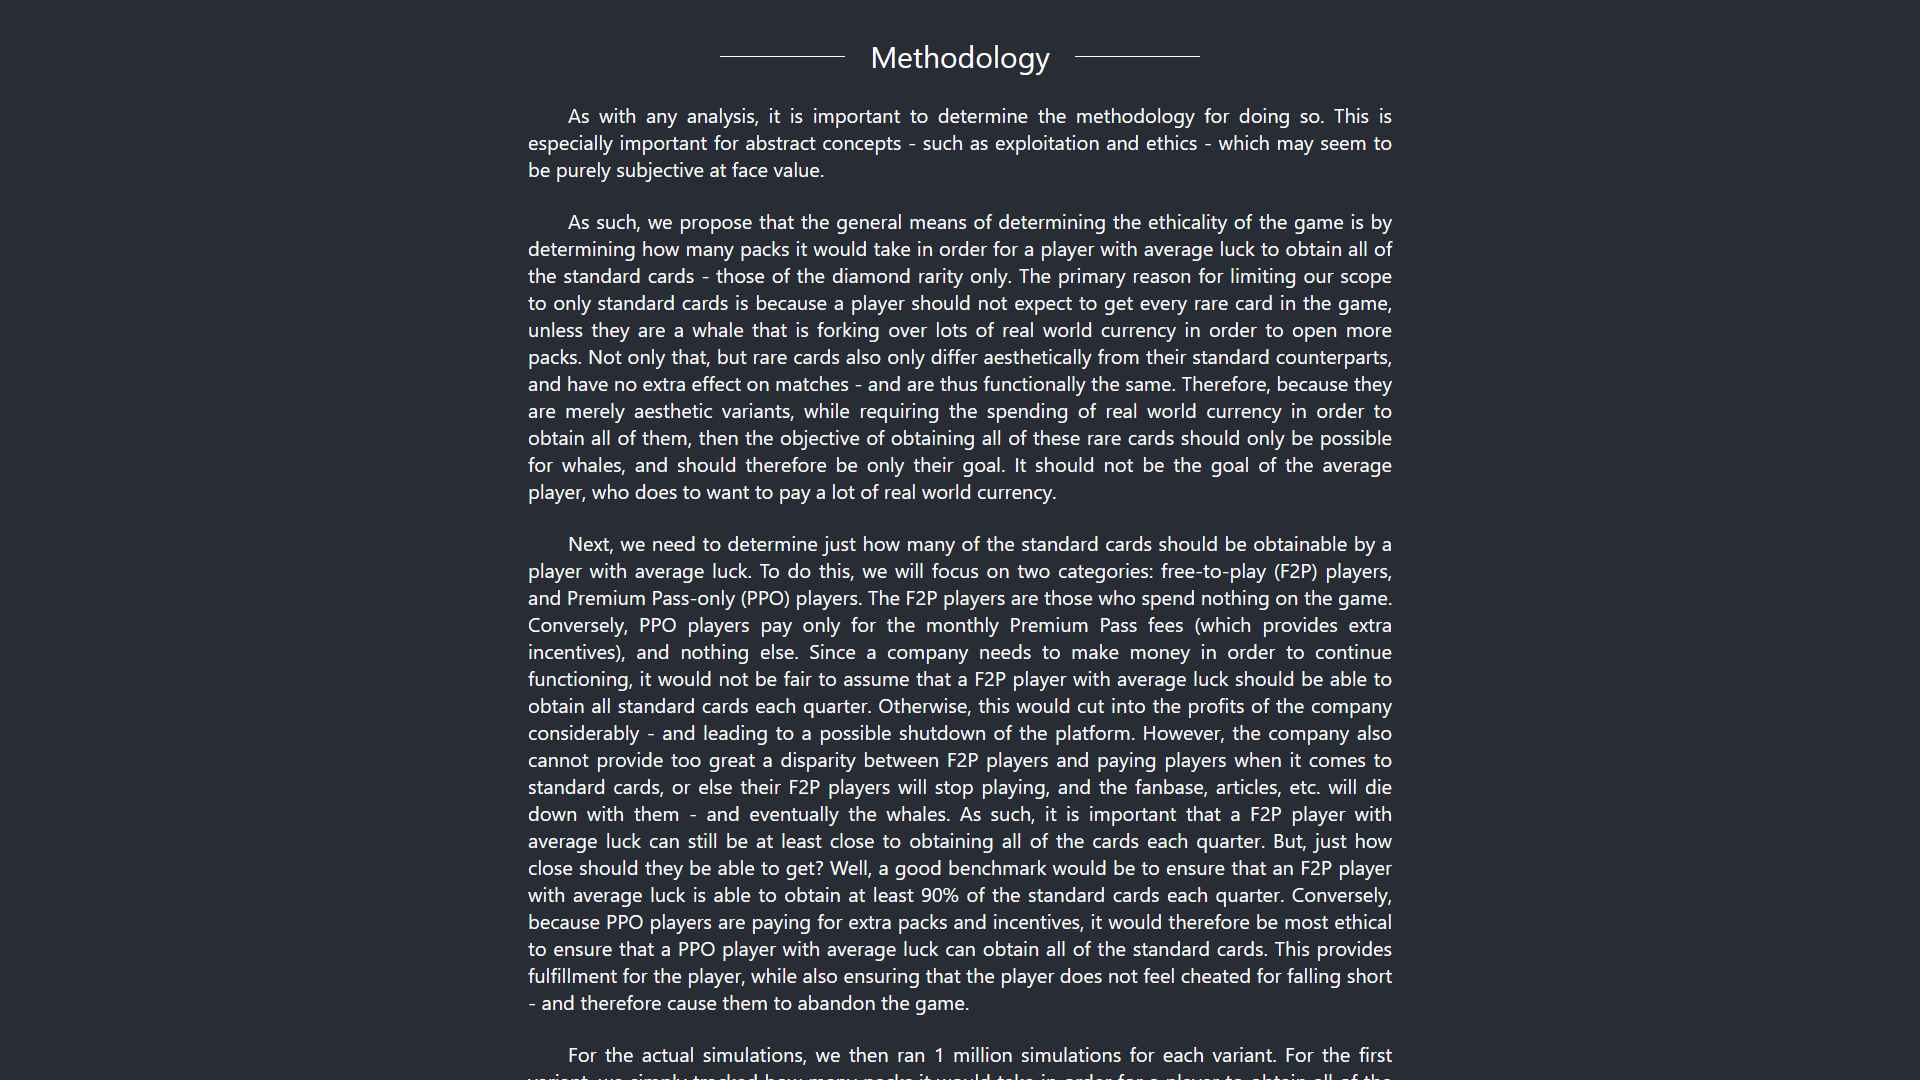 Methodology
As with any analysis, it is important to determine the methodology for doing so. This is
especially important for abstract concepts - such as exploitation and ethics - which may seem to
be purely subjective at face value.
As such, we propose that the general means of determining the ethicality of the game is by
determining how many packs it would take in order for a player with average luck to obtain all of
the standard cards - those of the diamond rarity only. The primary reason for limiting our scope
to only standard cards is because a player should not expect to get every rare card in the game,
unless they are a whale that is forking over lots of real world currency in order to open more
packs. Not only that, but rare cards also only differ aesthetically from their standard counterparts,
and have no extra effect on matches - and are thus functionally the same. Therefore, because they
are merely aesthetic variants, while requiring the spending of real world currency in order to
obtain all of them, then the objective of obtaining all of these rare cards should only be possible
for whales, and should therefore be only their goal. It should not be the goal of the average
player, who does to want to pay a lot of real world currency.
Next, we need to determine just how many of the standard cards should be obtainable by a
player with average luck. To do this, we will focus on two categories: free-to-play (F2P) players,
and Premium Pass-only (PPO) players. The F2P players are those who spend nothing on the game.
Conversely, PPO players pay only for the monthly Premium Pass fees (which provides extra
incentives), and nothing else. Since a company needs to make money in order to continue
functioning, it would not be fair to assume that a F2P player with average luck should be able to
obtain all standard cards each quarter. Otherwise, this would cut into the profits of the company
considerably - and leading to a possible shutdown of the platform. However, the company also
cannot provide too great a disparity between F2P players and paying players when it comes to
standard cards, or else their F2P players will stop playing, and the fanbase, articles, etc. will die
down with them - and eventually the whales. As such, it is important that a F2P player with
average luck can still be at least close to obtaining all of the cards each quarter. But, just how
close should they be able to get? Well, a good benchmark would be to ensure that an F2P player
with average luck is able to obtain at least 90% of the standard cards each quarter. Conversely,
because PPO players are paying for extra packs and incentives, it would therefore be most ethical
to ensure that a PPO player with average luck can obtain all of the standard cards. This provides
fulfillment for the player, while also ensuring that the player does not feel cheated for falling short
- and therefore cause them to abandon the game.
For the actual simulations, we then ran 1 million simulations for each variant. For the first
variant, we simply tracked how many packs it would take in order for a player to obtain all of the